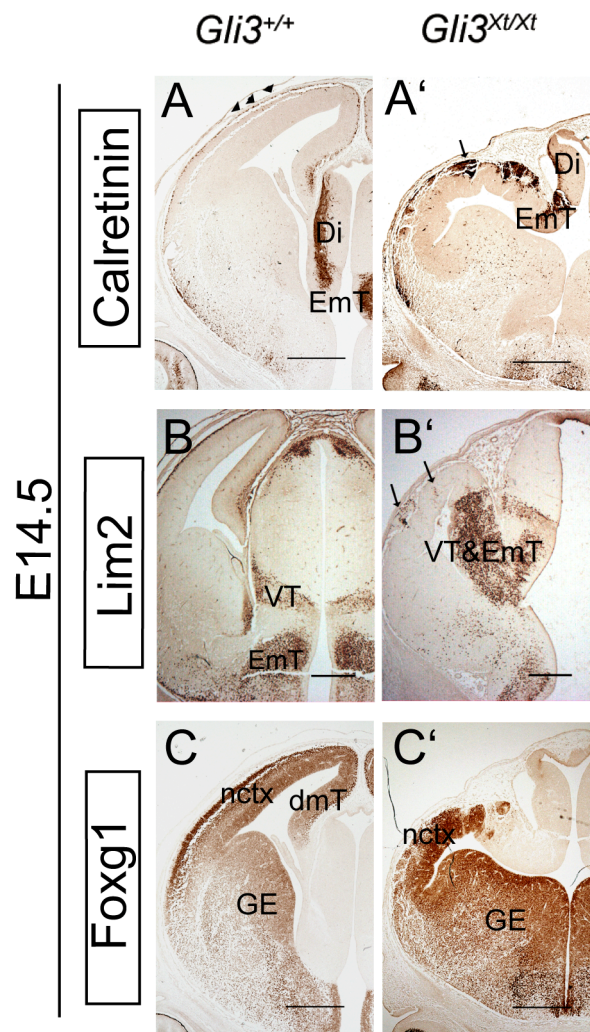 Gli3+/+ Gli3Xt/Xt
E14.5
Calretinin
A
Di
EmT
A'
Di
EmT
Lim2
B
VT
EmT
B'
VT&EmT
Foxg1
C
nctx
dmT
GE
C'
nctx
GE